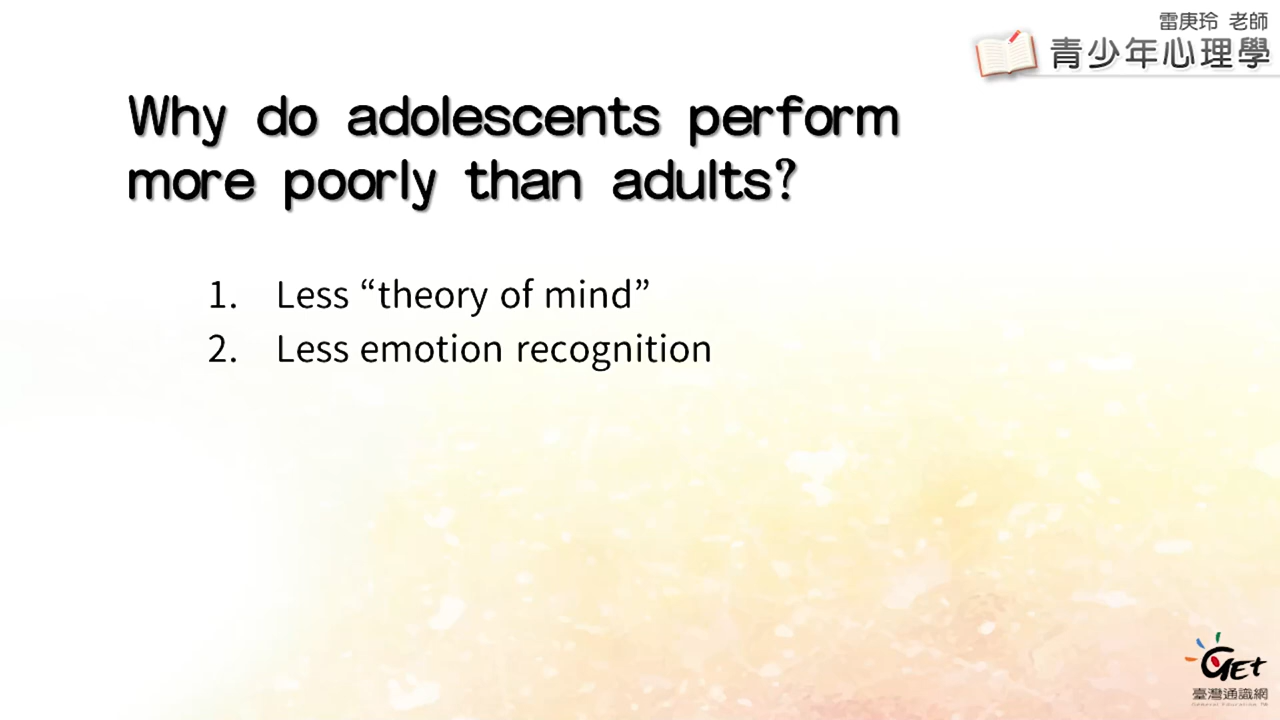 雷庚玲 老師
青少年心理學
Why do adolescents perform
more poorly than adults?
1. Less “theory of mind”
2. Less emotion recognition
GEt
臺灣通識網